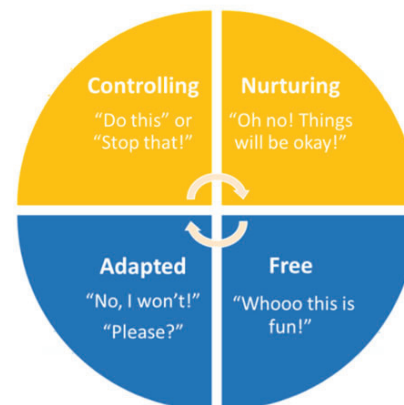 Controlling
“Do this” or
“Stop that!”
Nurturing
“Oh no! Things
will be okay!”
Adapted
“No, I won’t!”
“Please?”
Free
“Whooo this is
fun!”